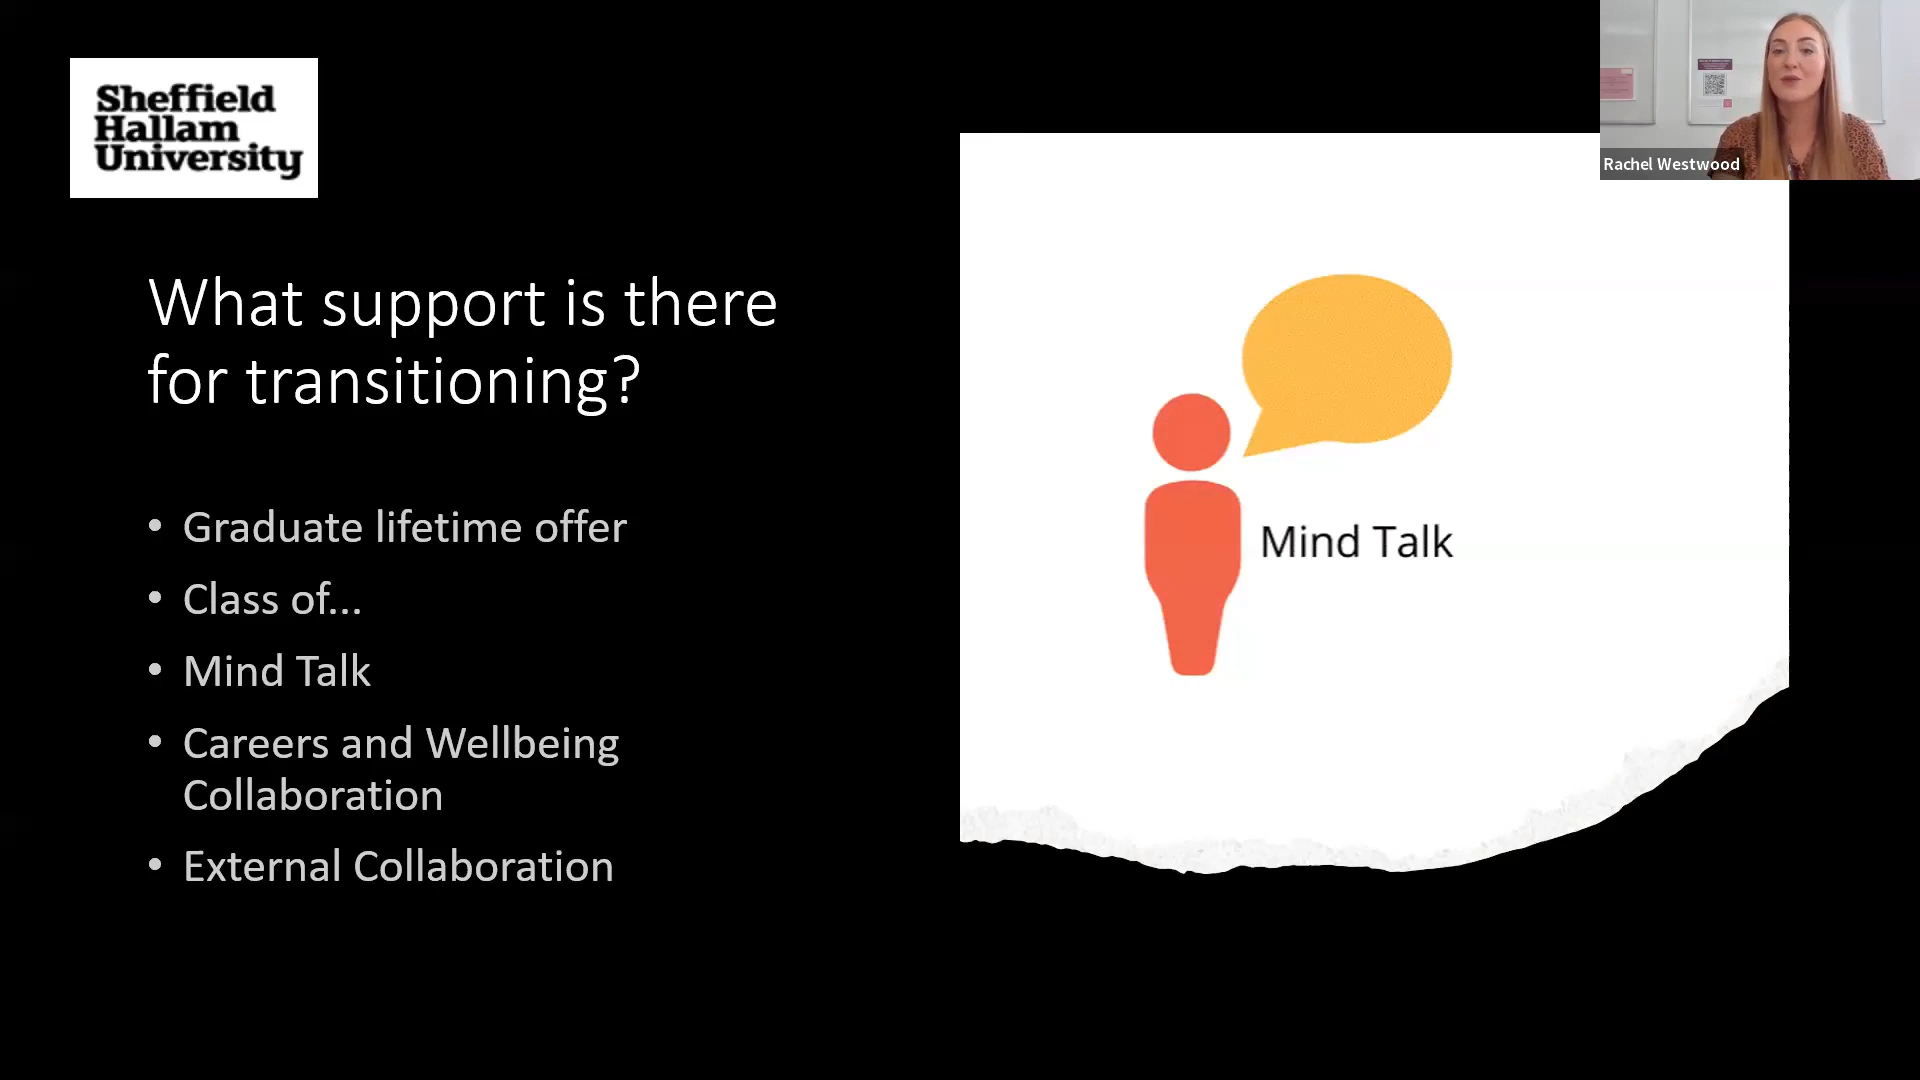 Sheffield
Hallam
University
Rachel Westwood
What support is there
for transitioning?
• Graduate lifetime offer
• Class of...
• Mind Talk
• Careers and Wellbeing
Collaboration
• External Collaboration
Mind Talk